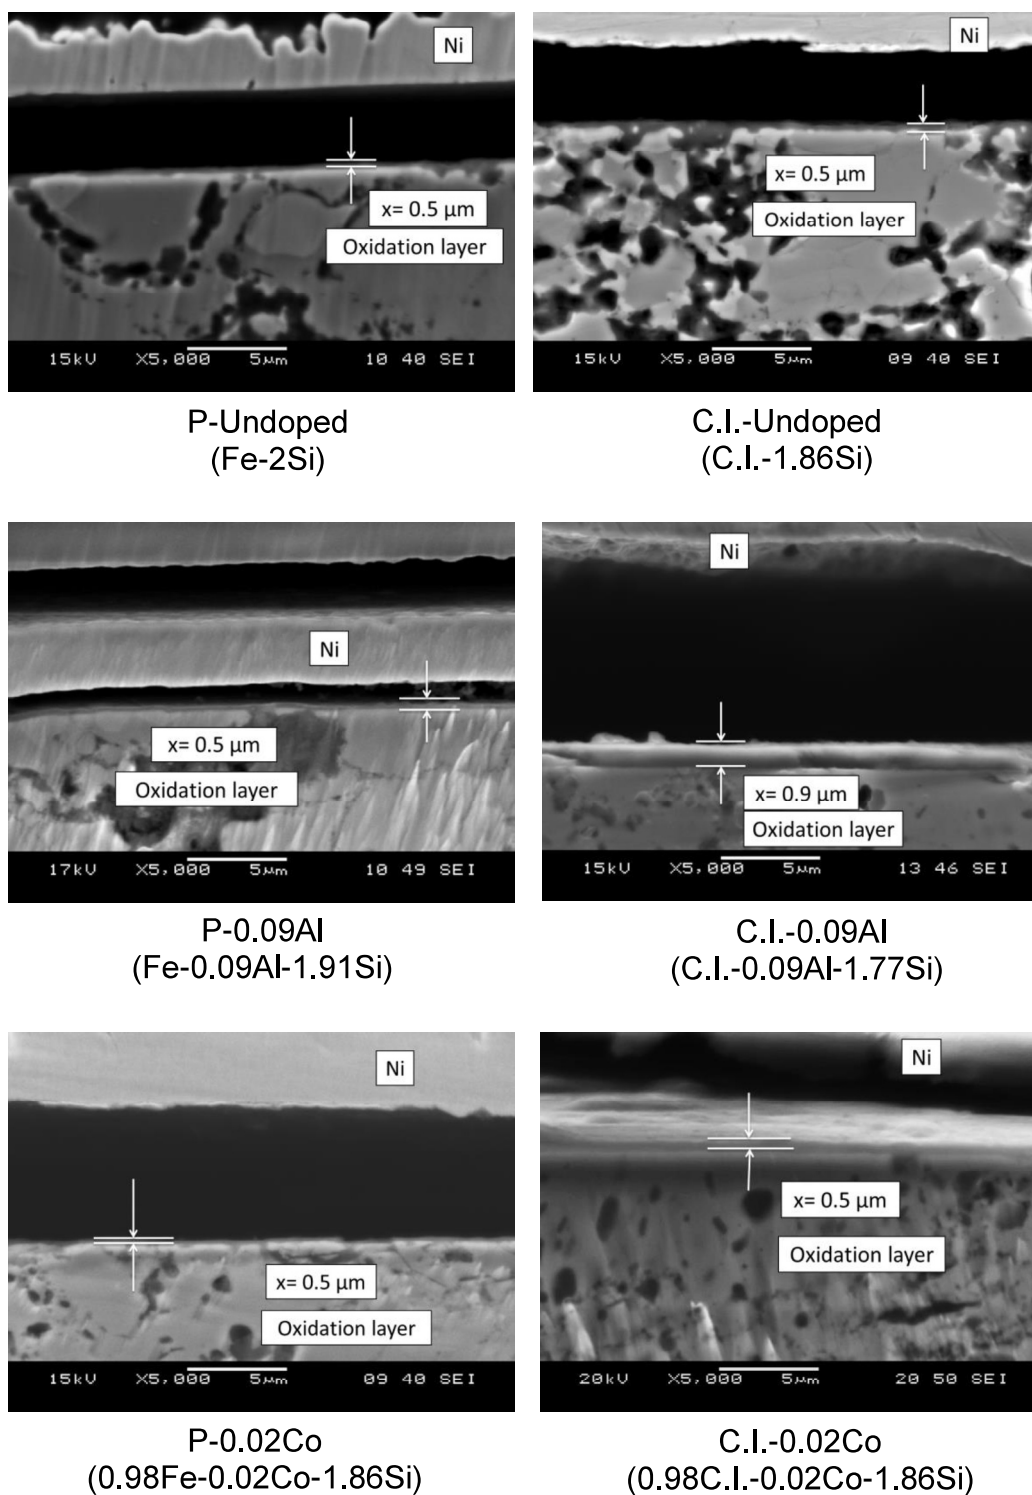 Ni
x= 0.5 µm
Oxidation layer
15kV X5,000 5µm 10 40 SEI
P-Undoped
(Fe-2Si)
Ni
x= 0.5 µm
Oxidation layer
15kV X5,000 5µm 09 40 SEI
C.I.-Undoped
(C.I.-1.86Si)
Ni
x= 0.5 µm
Oxidation layer
17kV X5,000 5µm 10 49 SEI
P-0.09Al
(Fe-0.09Al-1.91Si)
Ni
x= 0.9 µm
Oxidation layer
15kV X5,000 5µm 13 46 SEI
C.I.-0.09Al
(C.I.-0.09Al-1.77Si)
Ni
x= 0.5 µm
Oxidation layer
15kV X5,000 5µm 09 40 SEI
P-0.02Co
(0.98Fe-0.02Co-1.86Si)
Ni
x= 0.5 µm
Oxidation layer
20kV X5,000 5µm 20 50 SEI
C.I.-0.02Co
(0.98C.I.-0.02Co-1.86Si)